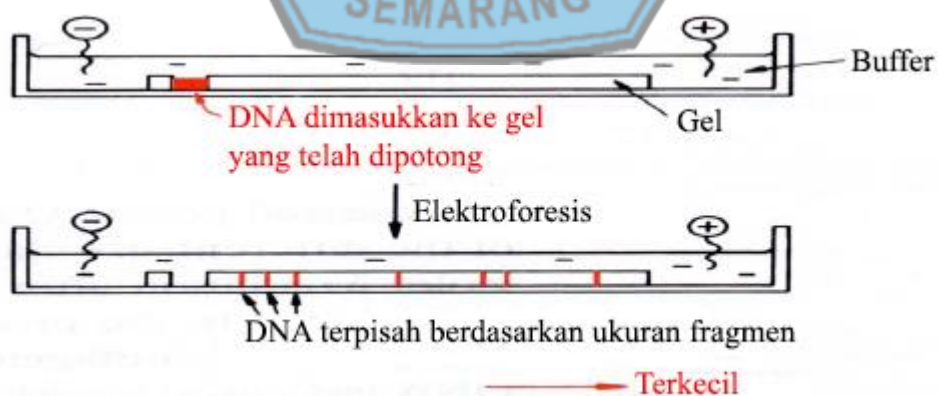 SEMARANG
−
+
Buffer
DNA dimasukkan ke gel
yang telah dipotong
Gel
Elektroforesis
−
+
DNA terpisah berdasarkan ukuran fragmen
Terkecil